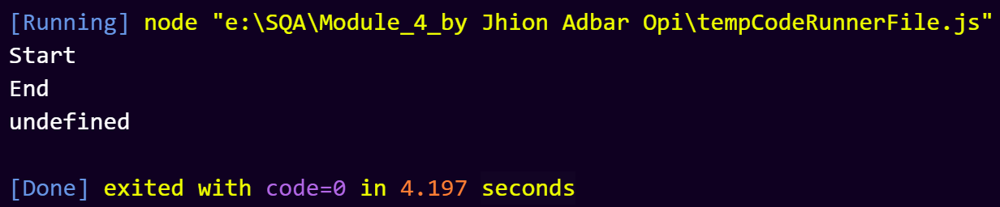 [Running] node "e:\SQA\Module_4_by Jhion Adbar Opi\tempCodeRunnerFile.js"
Start
End
undefined
[Done] exited with code=0 in 4.197 seconds